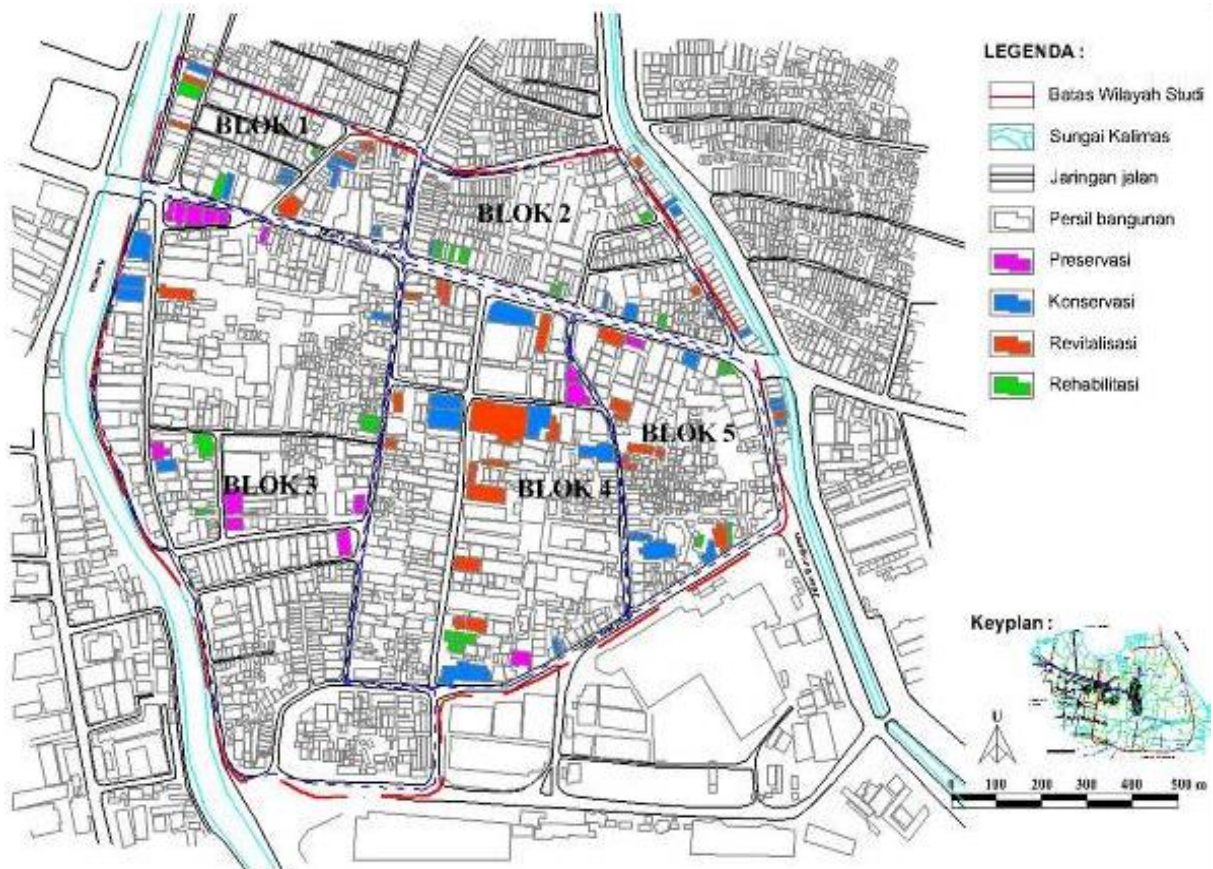 LEGENDA :
Batas Wilayah Studi
Sungai Kalimas
Jaringan jalan
Persil bangunan
Preservasi
Konservasi
Revitalisasi
Rehabilitasi
BLOK 1
BLOK 2
BLOK 3
BLOK 4
BLOK 5
Keyplan :
U
0 100 200 300 400 500 m